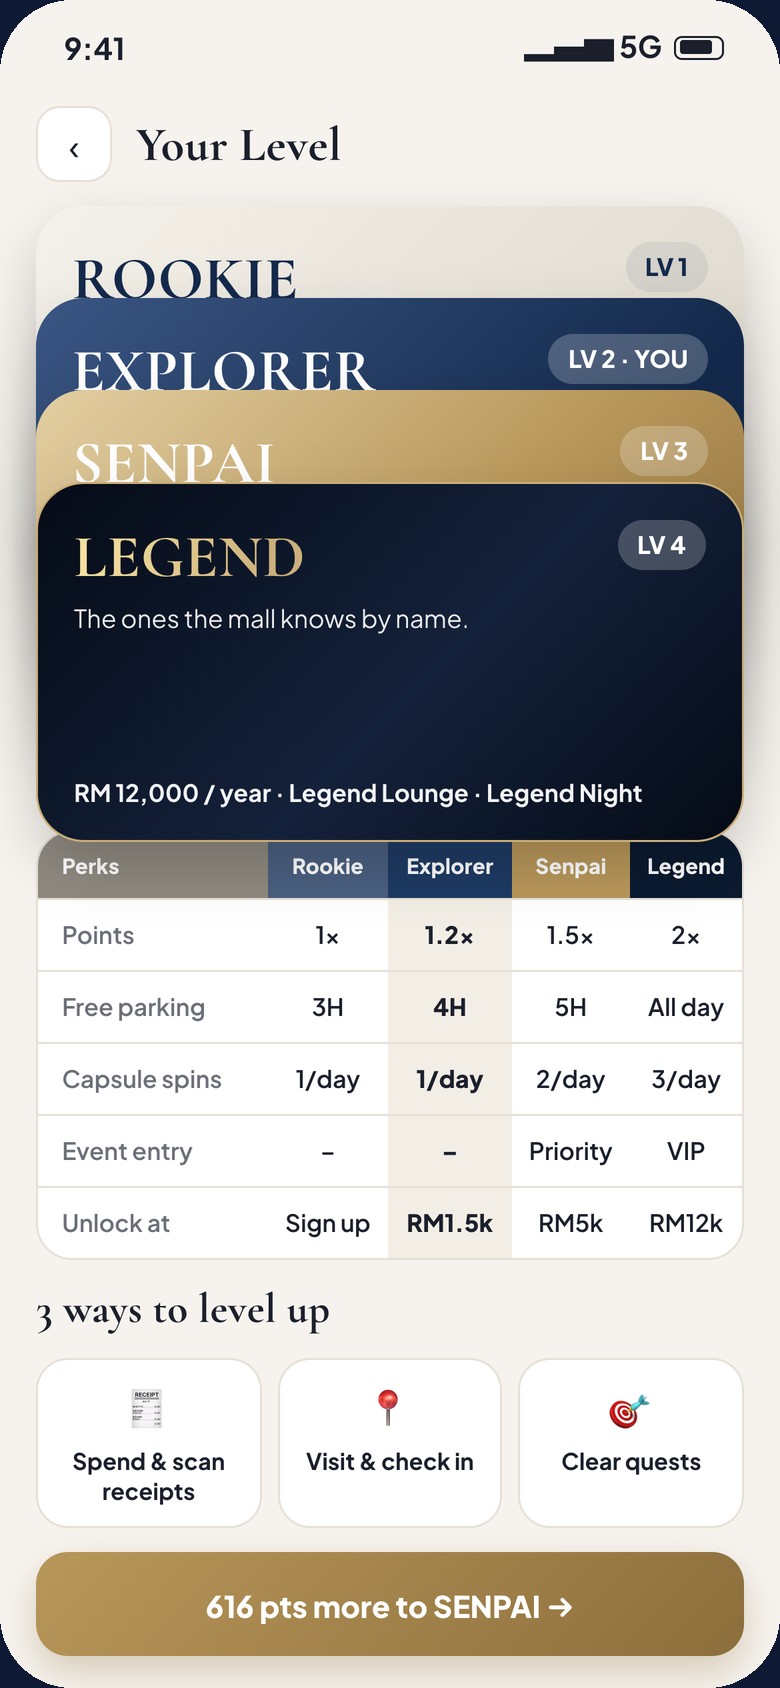 9:41
5G
‹ Your Level
ROOKIE LV 1
EXPLORER LV 2 · YOU
SENPAI LV 3
LEGEND LV 4
The ones the mall knows by name.
RM 12,000 / year · Legend Lounge · Legend Night
Perks Rookie Explorer Senpai Legend
Points 1× 1.2× 1.5× 2×
Free parking 3H 4H 5H All day
Capsule spins 1/day 1/day 2/day 3/day
Event entry – – Priority VIP
Unlock at Sign up RM1.5k RM5k RM12k
3 ways to level up
RECEIPT
Spend & scan
receipts
Visit & check in
Clear quests
616 pts more to SENPAI →